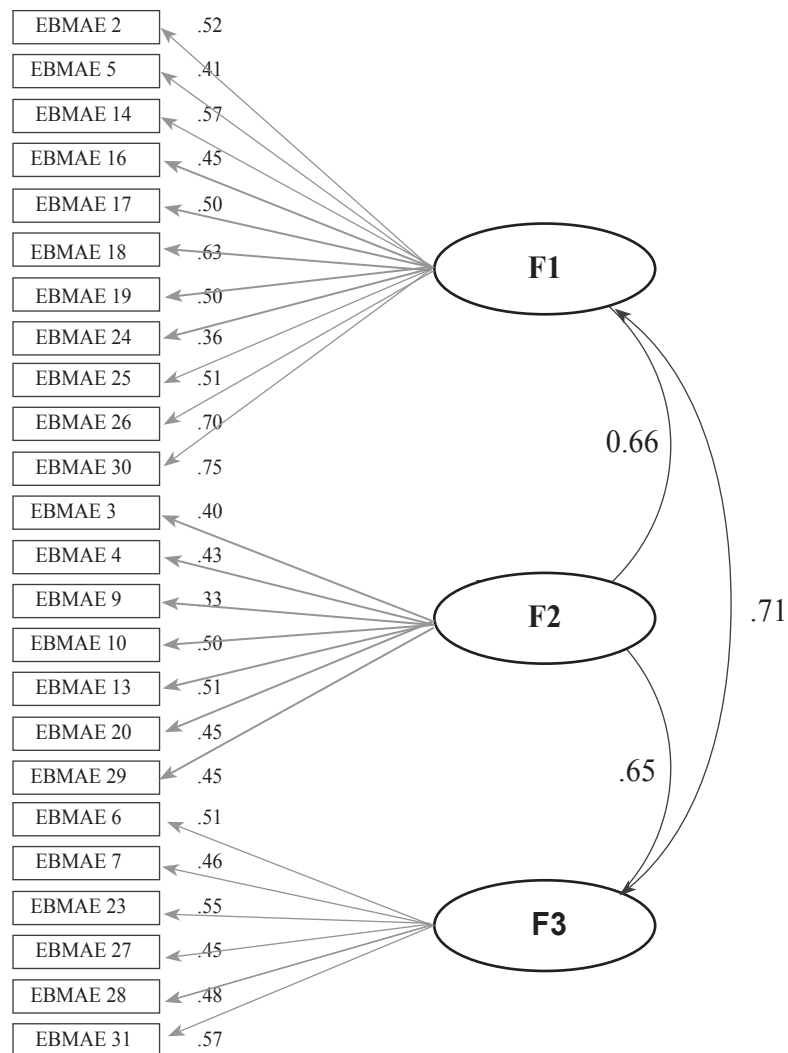 EBMAE 2 .52
EBMAE 5 .41
EBMAE 14 .57
EBMAE 16 .45
EBMAE 17 .50
EBMAE 18 .63
F1
EBMAE 19 .50
EBMAE 24 .36
EBMAE 25 .51
EBMAE 26 .70
0.66
EBMAE 30 .75
EBMAE 3 .40
EBMAE 4 .43
EBMAE 9 .33
F2
.71
EBMAE 10 .50
EBMAE 13 .51
EBMAE 20 .45
EBMAE 29 .45
.65
EBMAE 6 .51
EBMAE 7 .46
EBMAE 23 .55
F3
EBMAE 27 .45
EBMAE 28 .48
EBMAE 31 .57